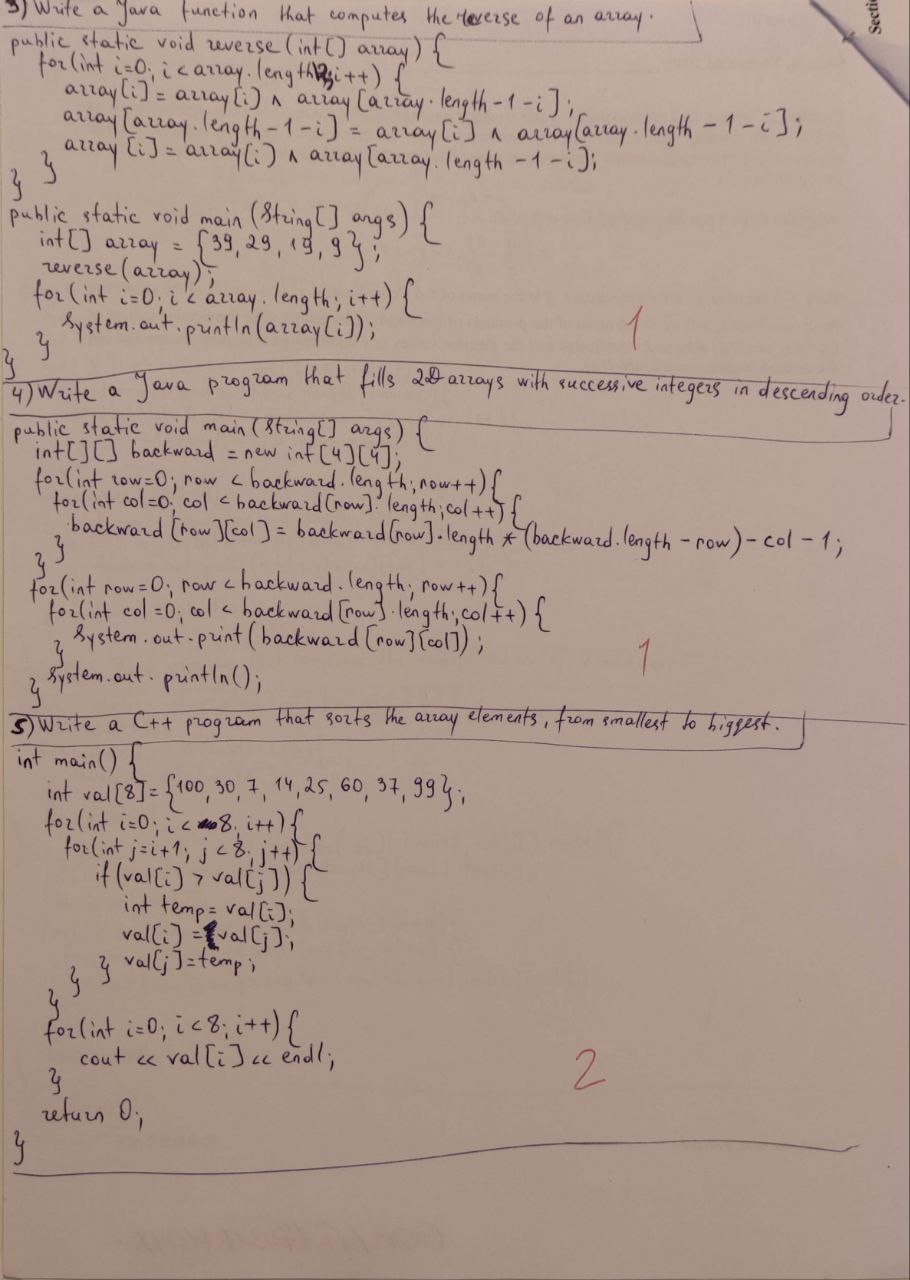 3) Write a Java function that computes the reverse of an array.
public static void reverse (int[] array) {
for(int i=0; i<array.length/2; i++) {
array[i] = array[i] ^ array[array.length-1-i];
array[array.length-1-i] = array[i] ^ array[array.length-1-i];
array[i] = array[i] ^ array[array.length-1-i];
}
}
public static void main (String[] args) {
int[] array = {39, 29, 19, 9};
reverse(array);
for(int i=0; i<array.length; i++) {
System.out.println(array[i]);
1
}
}
4) Write a Java program that fills 2D arrays with successive integers in descending order.
public static void main (String[] args) {
int[][] backward = new int[4][4];
for(int row=0; row<backward.length; row++){
for(int col=0; col<backward[row].length; col++){
backward[row][col] = backward[row].length * (backward.length - row) - col - 1;
}
}
for(int row=0; row<backward.length; row++){
for(int col=0; col<backward[row].length; col++) {
System.out.print(backward[row][col]);
1
}
System.out.println();
}
5) Write a C++ program that sorts the array elements, from smallest to biggest.
int main() {
int val[8]={100, 30, 7, 14, 25, 60, 37, 99};
for(int i=0; i<8; i++){
for(int j=i+1; j<8; j++){
if(val[i] > val[j]) {
int temp=val[i];
val[i] = val[j];
val[j]=temp;
} }
}
for(int i=0; i<8; i++){
cout << val[i] << endl;
2
}
return 0;
}